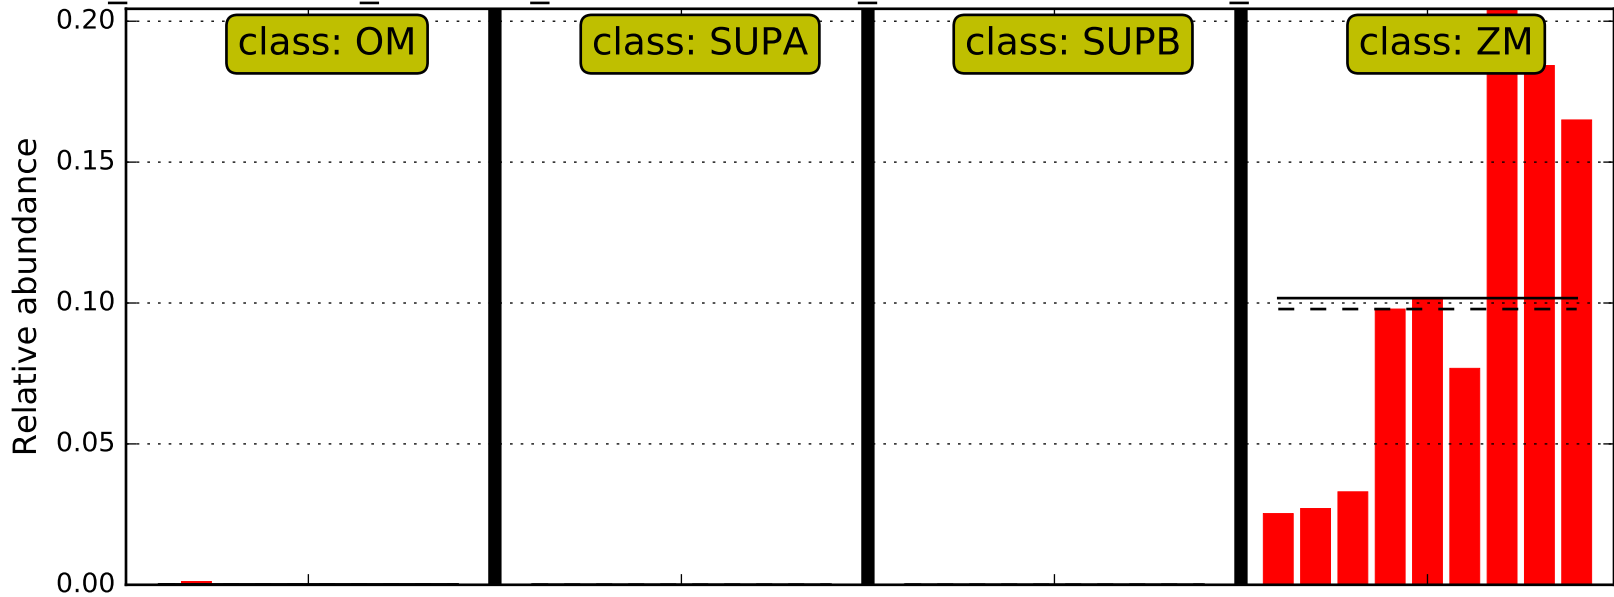 0.20
class: OM
class: SUPA
class: SUPB
class: ZM
0.15
0.10
0.05
0.00
Relative abundance